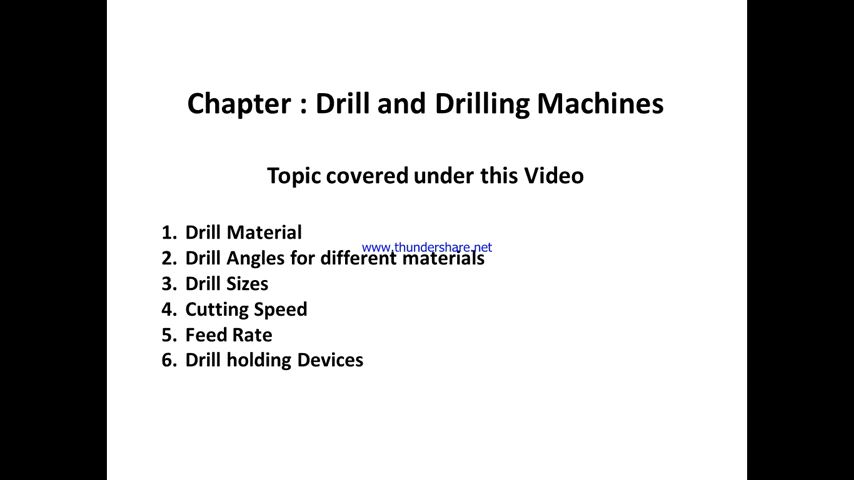 Chapter : Drill and Drilling Machines
Topic covered under this Video
1. Drill Material
www.thundershare.net
2. Drill Angles for different materials
3. Drill Sizes
4. Cutting Speed
5. Feed Rate
6. Drill holding Devices